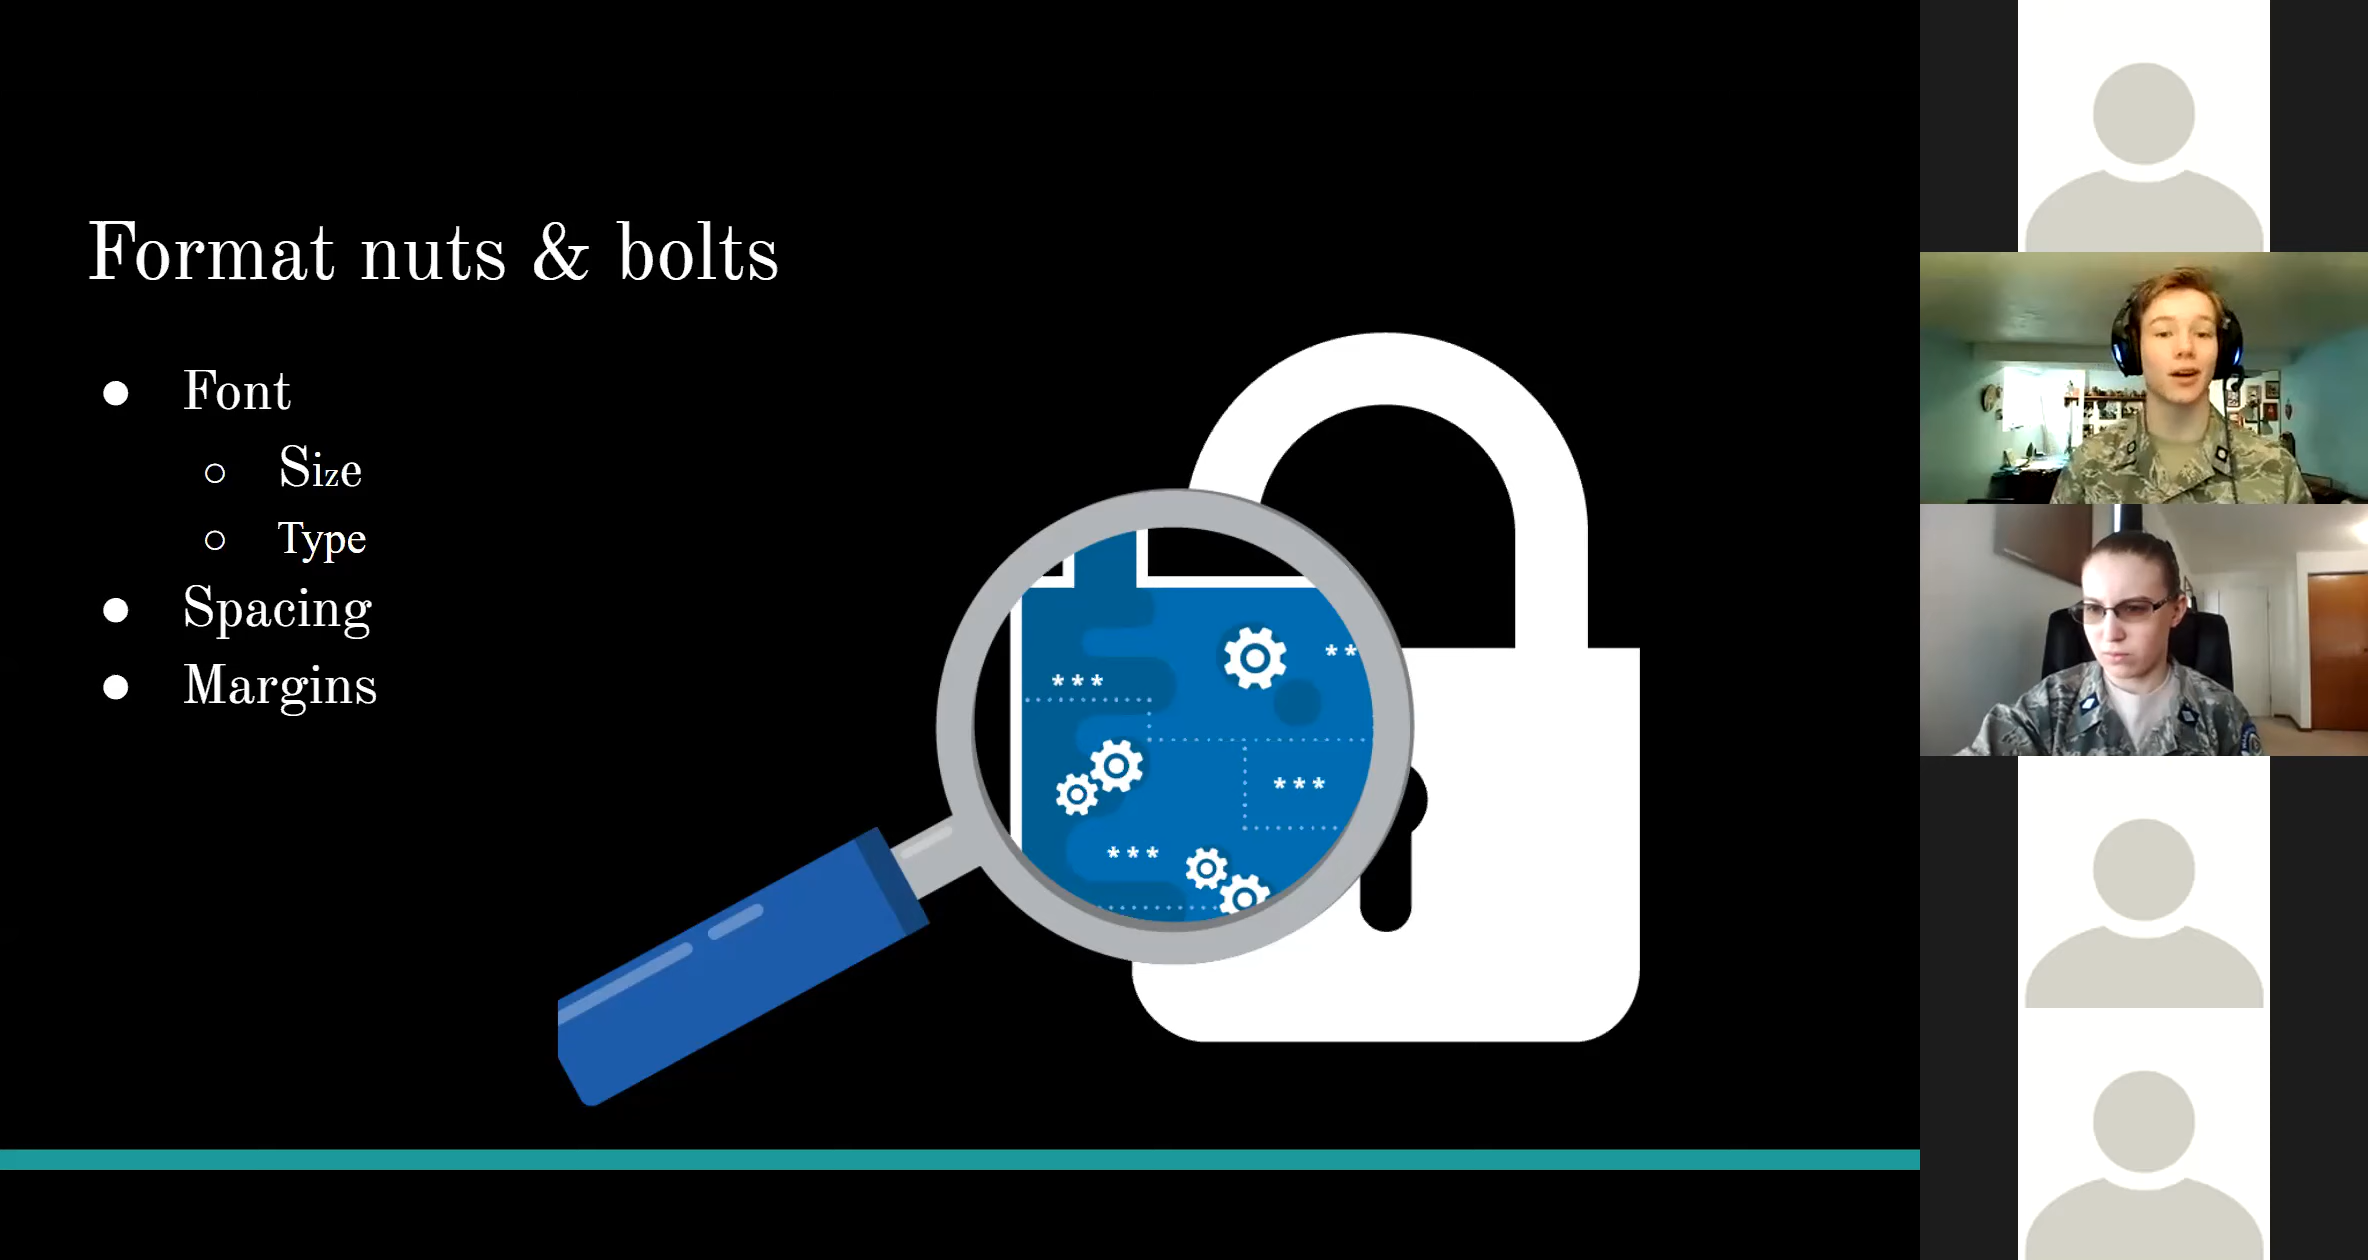 Format nuts & bolts
● Font
○ Size
○ Type
● Spacing
● Margins
***
**
***
***